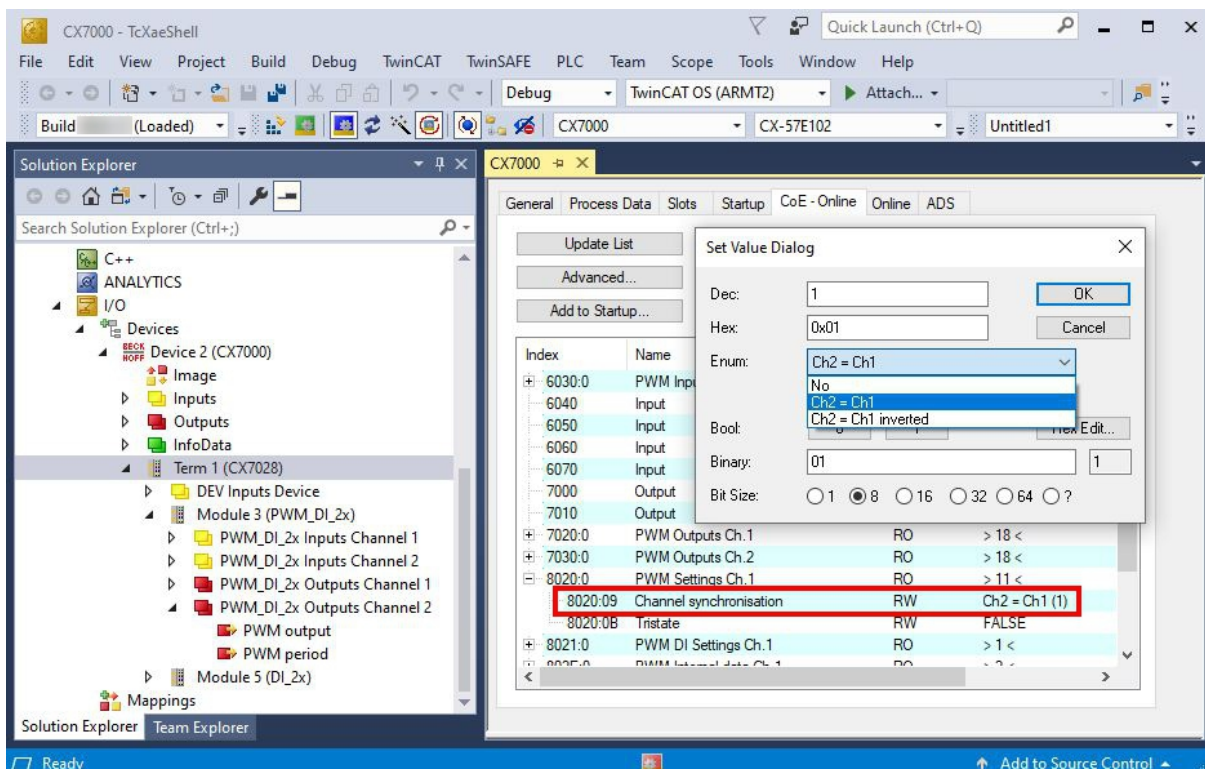 CX7000 - TcXaeShell
Quick Launch (Ctrl+Q)
File Edit View Project Build Debug TwinCAT TwinSAFE PLC Team Scope Tools Window Help
Debug TwinCAT OS (ARMT2) Attach...
Build (Loaded) CX7000 CX-57E102 Untitled1
Solution Explorer
Search Solution Explorer (Ctrl+;)
C++
ANALYTICS
I/O
Devices
BECKHOFF Device 2 (CX7000)
Image
Inputs
Outputs
InfoData
Term 1 (CX7028)
DEV Inputs Device
Module 3 (PWM_DI_2x)
PWM_DI_2x Inputs Channel 1
PWM_DI_2x Inputs Channel 2
PWM_DI_2x Outputs Channel 1
PWM_DI_2x Outputs Channel 2
PWM output
PWM period
Module 5 (DI_2x)
Mappings
Solution Explorer Team Explorer
CX7000
General Process Data Slots Startup CoE - Online Online ADS
Update List
Advanced...
Add to Startup...
Index Name
6030:0 PWM Inpu
6040 Input
6050 Input
6060 Input
6070 Input
7000 Output
7010 Output
7020:0 PWM Outputs Ch.1 RO > 18 <
7030:0 PWM Outputs Ch.2 RO > 18 <
8020:0 PWM Settings Ch.1 RO > 11 <
8020:09 Channel synchronisation RW Ch2 = Ch1 (1)
8020:0B Tristate RW FALSE
8021:0 PWM DI Settings Ch.1 RO > 1 <
Set Value Dialog
Dec: 1 OK
Hex: 0x01 Cancel
Enum: Ch2 = Ch1
No
Ch2 = Ch1
Ch2 = Ch1 inverted
Bool: Hex Edit...
Binary: 01 1
Bit Size: 1 8 16 32 64 ?
Ready Add to Source Control